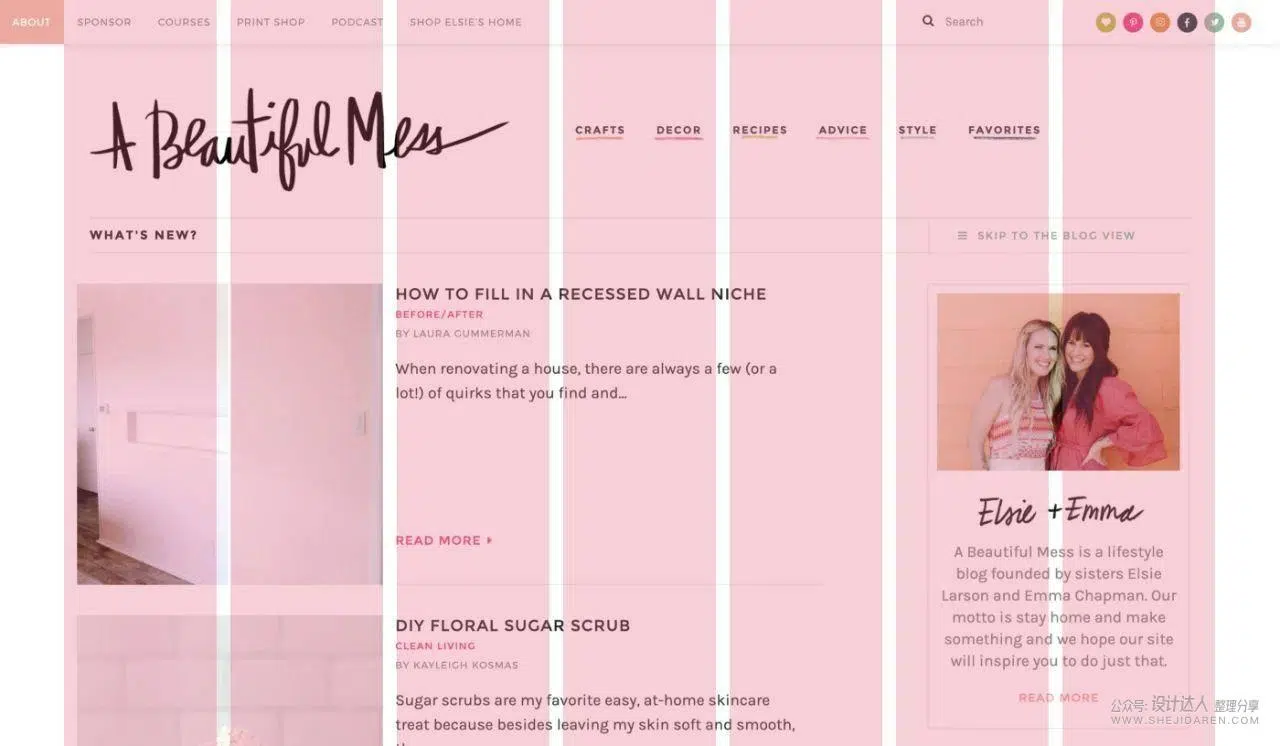 ABOUT SPONSOR COURSES PRINT SHOP PODCAST SHOP ELSIE'S HOME Search
A Beautiful Mess
CRAFTS DECOR RECIPES ADVICE STYLE FAVORITES
WHAT'S NEW?
SKIP TO THE BLOG VIEW
HOW TO FILL IN A RECESSED WALL NICHE
BEFORE/AFTER
BY LAURA GUMMERMAN
When renovating a house, there are always a few (or a
lot!) of quirks that you find and...
READ MORE
DIY FLORAL SUGAR SCRUB
CLEAN LIVING
BY KAYLEIGH KOSMAS
Sugar scrubs are my favorite easy, at-home skincare
treat because besides leaving my skin soft and smooth,
Elsie + Emma
A Beautiful Mess is a lifestyle
blog founded by sisters Elsie
Larson and Emma Chapman. Our
motto is stay home and make
something and we hope our site
will inspire you to do just that.
READ MORE
公众号: 设计达人 整理分享
WWW.SHEJIDAREN.COM